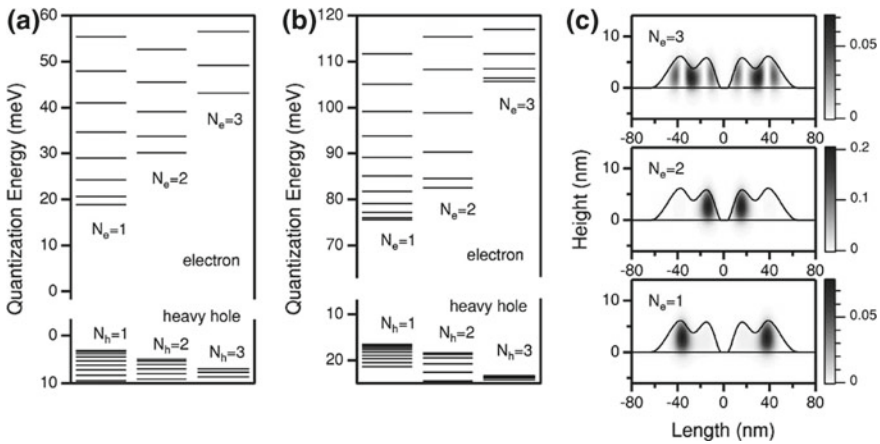 (a)
Quantization Energy (meV)
60
50
40
30
20
10
0
0
10
N_e=1
N_e=2
N_e=3
electron
heavy hole
N_h=1
N_h=2
N_h=3
(b)
Quantization Energy (meV)
120
110
100
90
80
70
10
20
N_e=1
N_e=2
N_e=3
electron
heavy hole
N_h=1
N_h=2
N_h=3
(c)
Height (nm)
N_e=3
10
0
-80 -40 0 40 80
0.05
0
N_e=2
10
0
-80 -40 0 40 80
0.2
0.1
0
N_e=1
10
0
-80 -40 0 40 80
0.05
0
Length (nm)